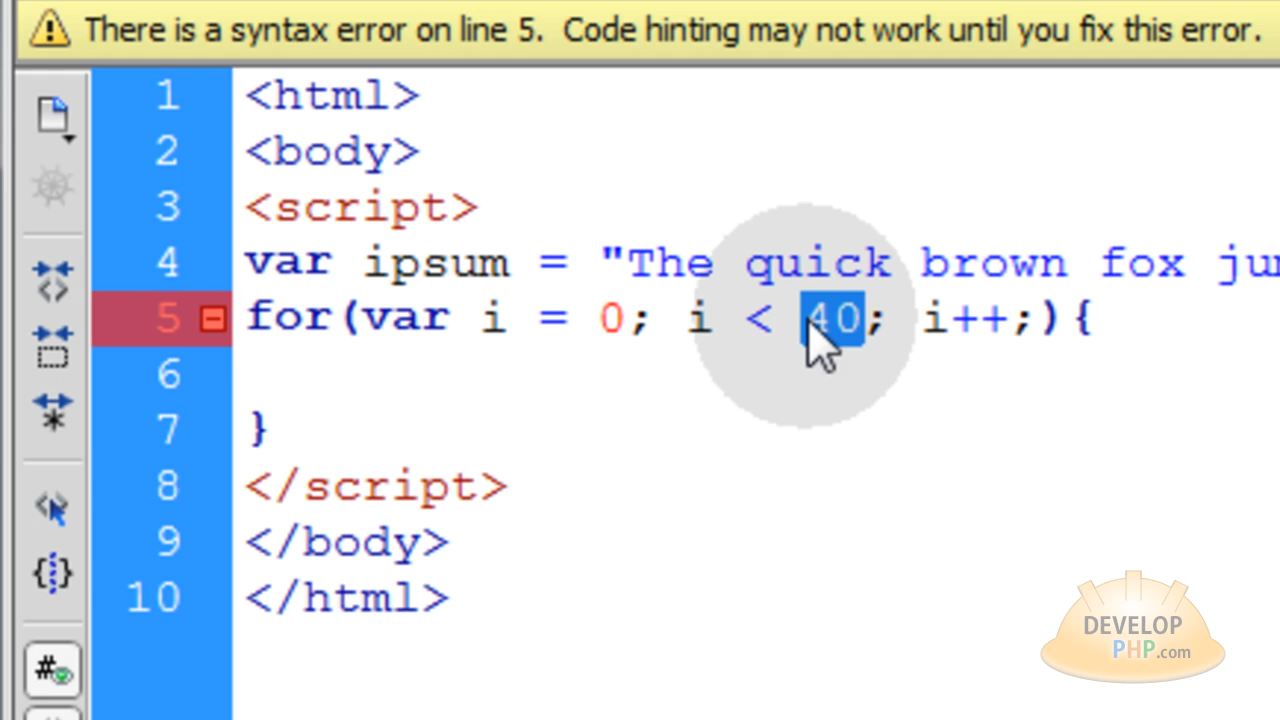 There is a syntax error on line 5.  Code hinting may not work until you fix this error.
1 <html>
2 <body>
3 <script>
4 var ipsum = "The quick brown fox
5 for(var i = 0; i < 40; i++;){
6
7 }
8 </script>
9 </body>
10 </html>
#
DEVELOP
PHP.com